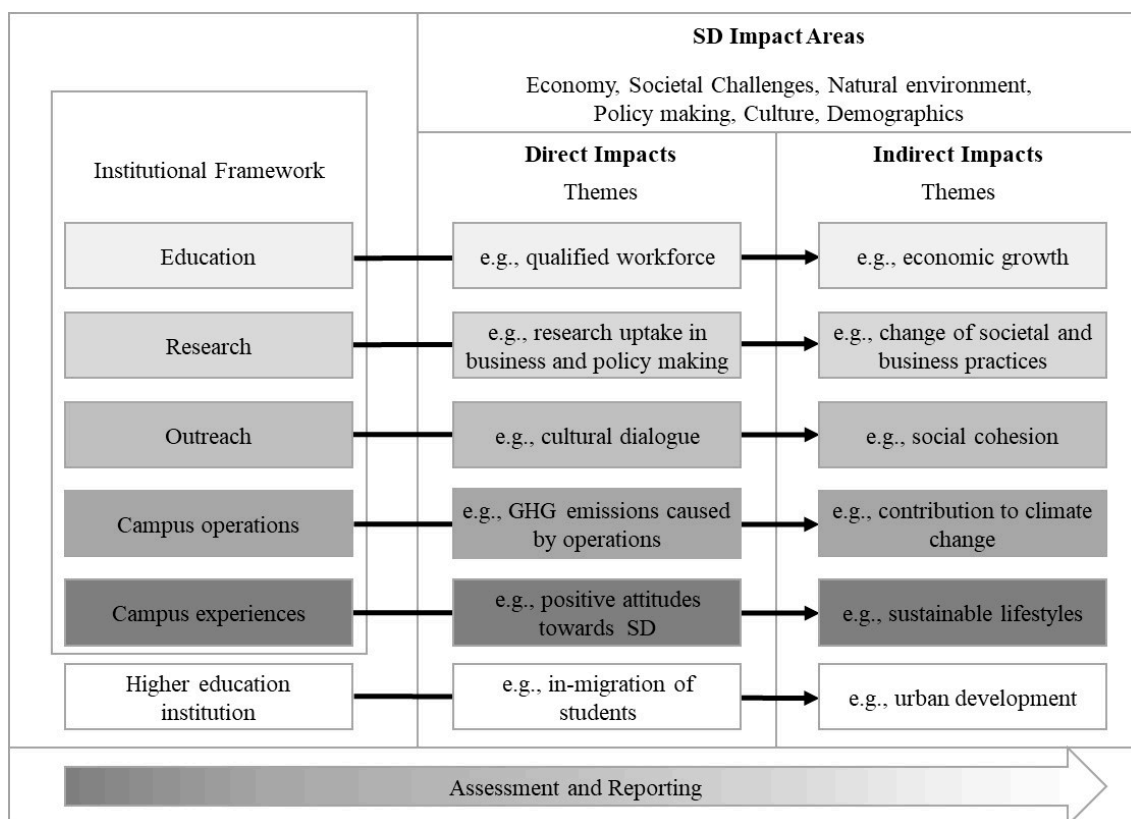 SD Impact Areas
Economy, Societal Challenges, Natural environment,
Policy making, Culture, Demographics
Institutional Framework
Direct Impacts
Themes
Indirect Impacts
Themes
Education
e.g., qualified workforce
e.g., economic growth
Research
e.g., research uptake in
business and policy making
e.g., change of societal and
business practices
Outreach
e.g., cultural dialogue
e.g., social cohesion
Campus operations
e.g., GHG emissions caused
by operations
e.g., contribution to climate
change
Campus experiences
e.g., positive attitudes
towards SD
e.g., sustainable lifestyles
Higher education
institution
e.g., in-migration of
students
e.g., urban development
Assessment and Reporting